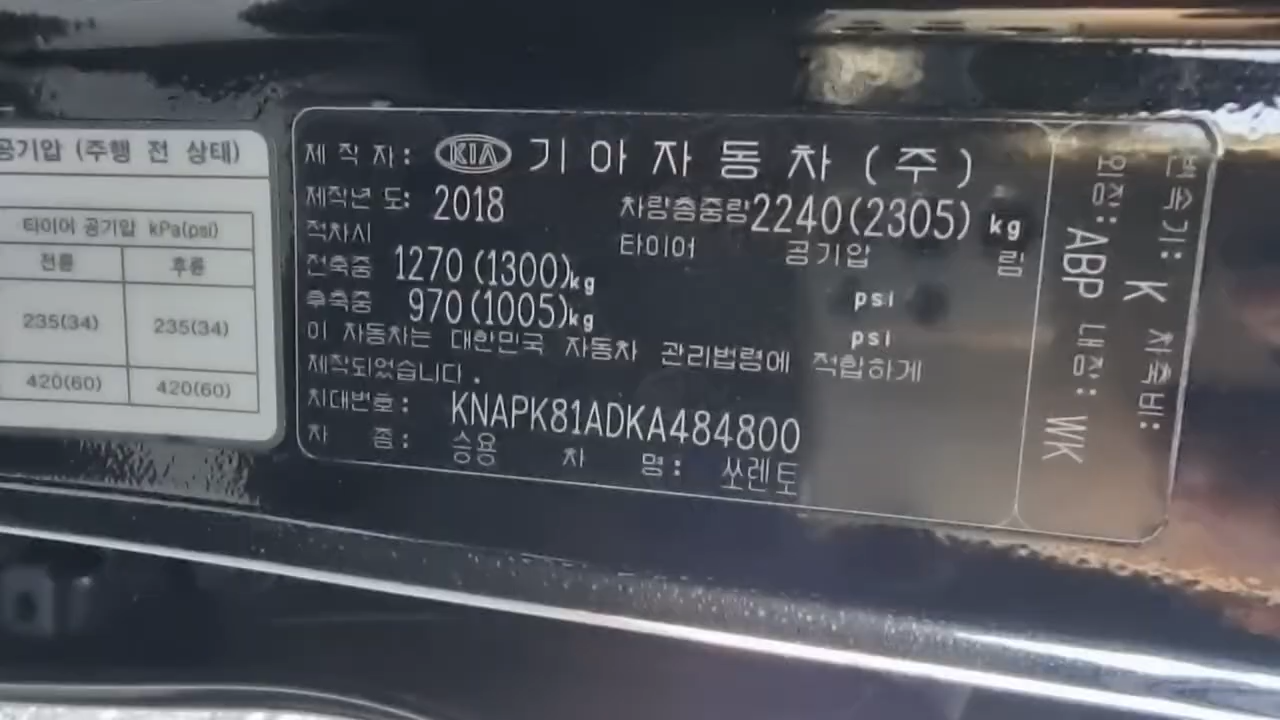 공기압 (주행 전 상태)
타이어 공기압 kPa(psi)
전륜 후륜
235(34) 235(34)
420(60) 420(60)
제 작 자: KIA 기아자동차(주)
제작년 도: 2018 차량총중량 2240(2305) kg
적차시 타이어 공기압 림
전축중 1270 (1300)kg psi
후축중 970 (1005)kg psi
이 자동차는 대한민국 자동차 관리법령에 적합하게
제작되었습니다.
차대번호: KNAPK81ADKA484800
차 종: 승용 차 명: 쏘렌토
변속기: K 차축비:
외장: ABP 내장: WK